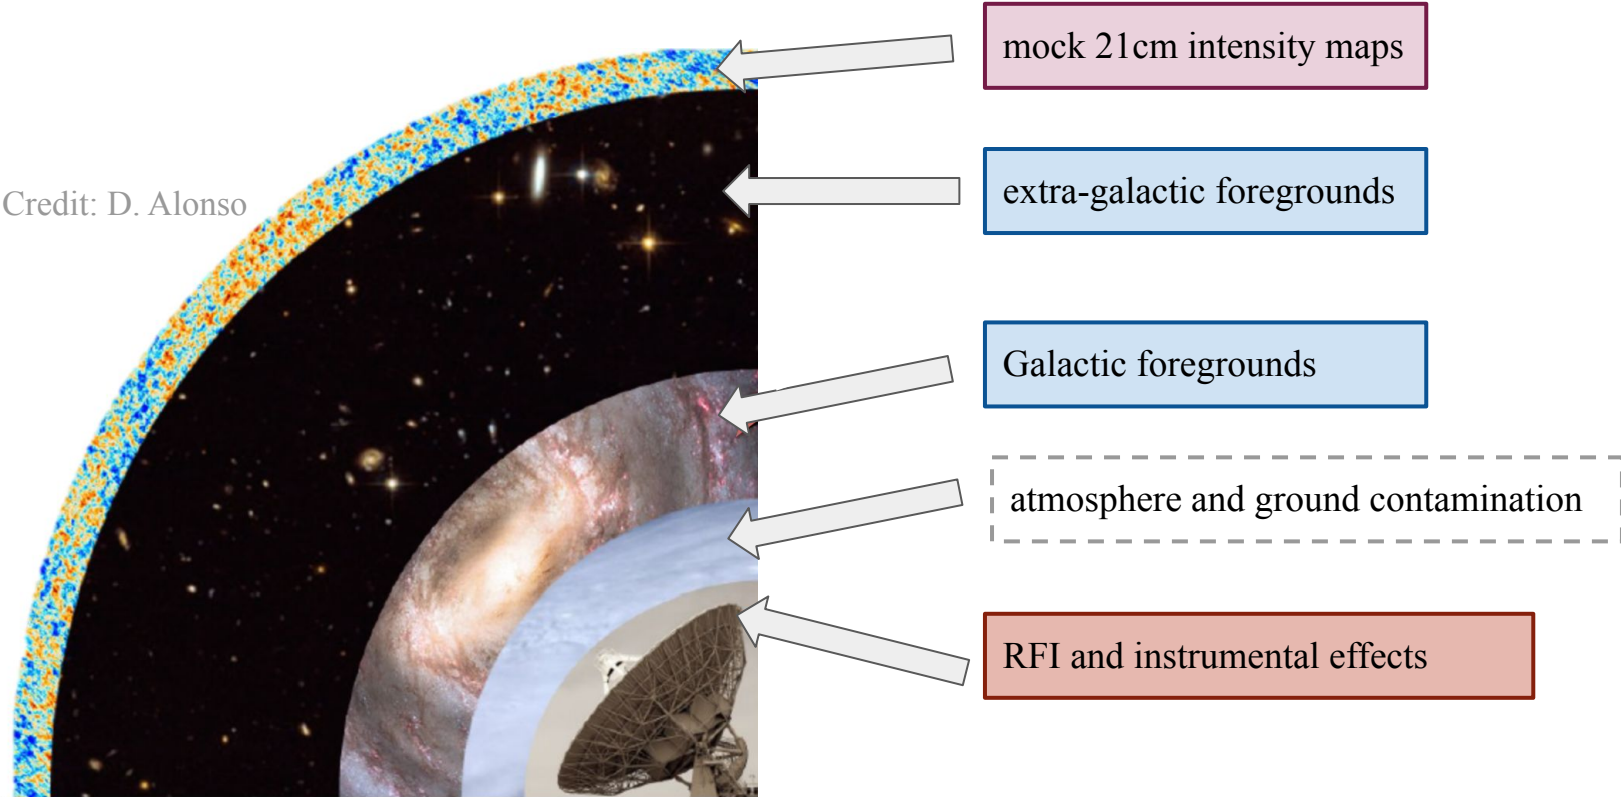 mock 21cm intensity maps
extra-galactic foregrounds
Credit: D. Alonso
Galactic foregrounds
atmosphere and ground contamination
RFI and instrumental effects